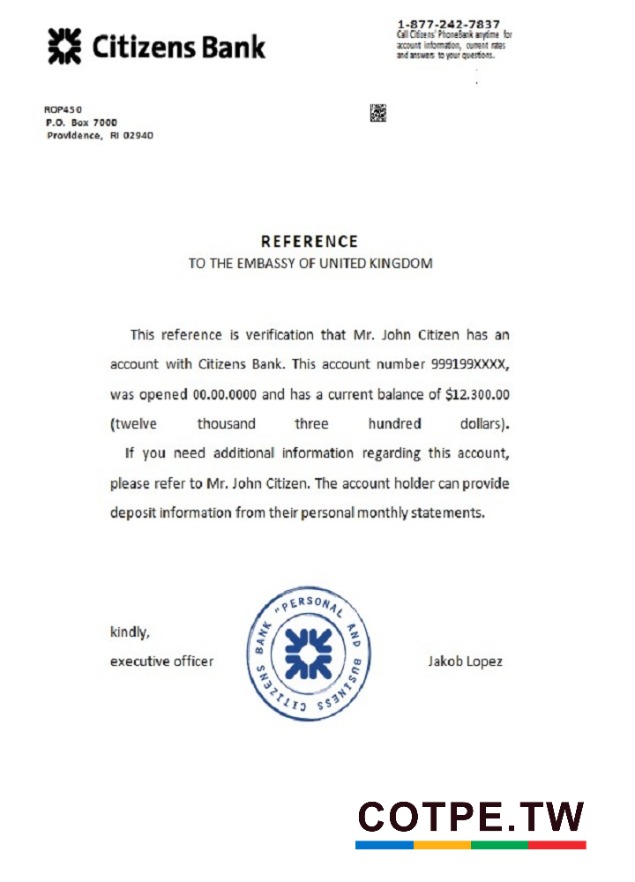 Citizens Bank
1-877-242-7837
Call Citizens' PhoneBank anytime for
account information, current rates
and answers to your questions.
ROP450
P.O. Box 7000
Providence, RI 02940
REFERENCE
TO THE EMBASSY OF UNITED KINGDOM
This reference is verification that Mr. John Citizen has an
account with Citizens Bank. This account number 999199XXXX,
was opened 00.00.0000 and has a current balance of $12.300.00
(twelve thousand three hundred dollars).
If you need additional information regarding this account,
please refer to Mr. John Citizen. The account holder can provide
deposit information from their personal monthly statements.
kindly,
executive officer
CITIZENS BANK "PERSONAL AND BUSINESS
Jakob Lopez
COTPE.TW